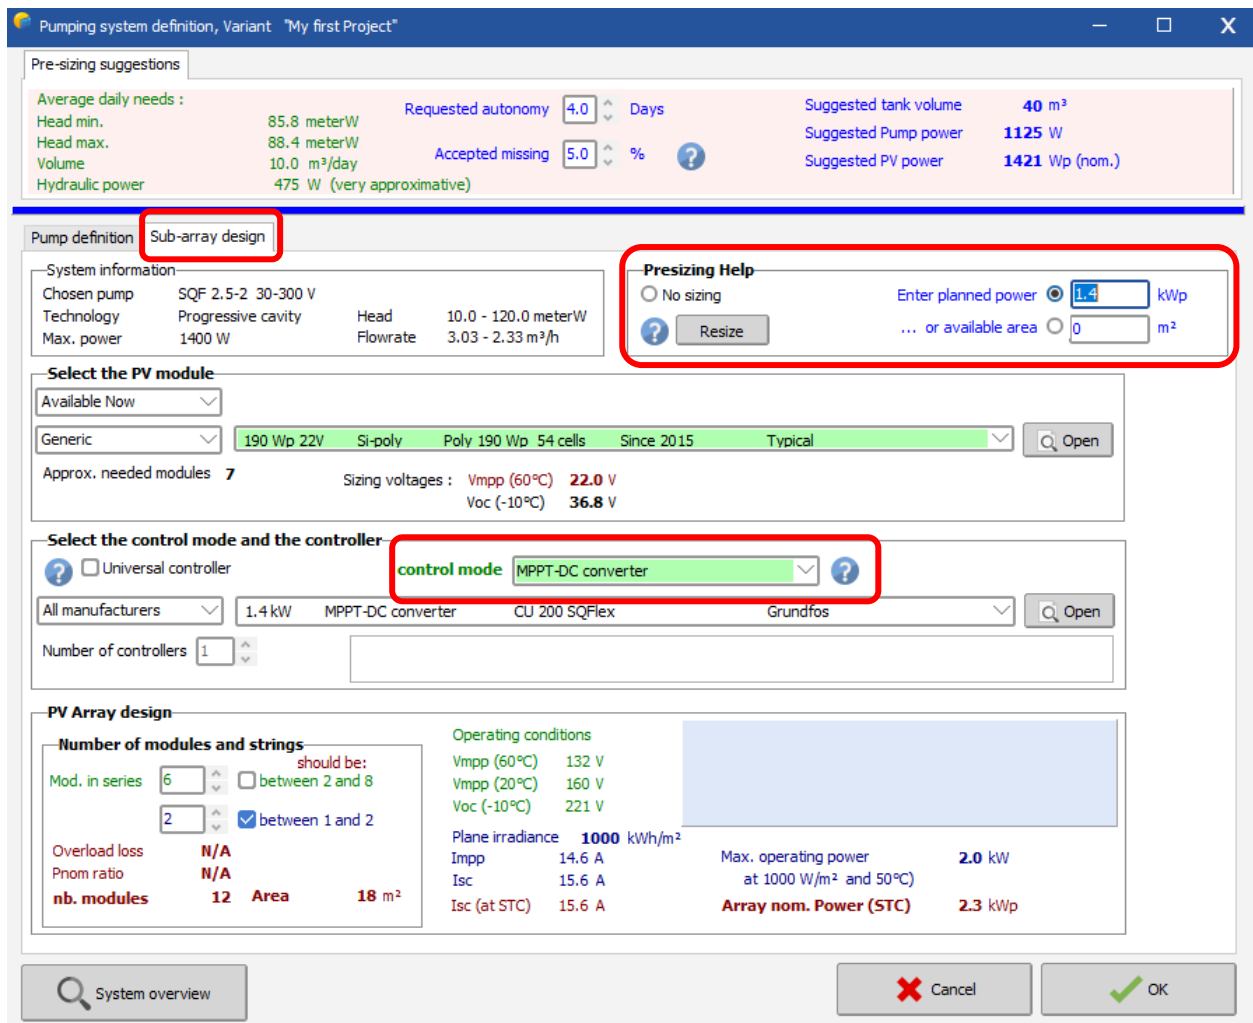 Pumping system definition, Variant "My first Project"
Pre-sizing suggestions
Average daily needs :
Head min. 85.8 meterW
Head max. 88.4 meterW
Volume 10.0 m³/day
Hydraulic power 475 W (very approximative)
Requested autonomy 4.0 Days
Accepted missing 5.0 % ?
Suggested tank volume 40 m³
Suggested Pump power 1125 W
Suggested PV power 1421 Wp (nom.)
Pump definition Sub-array design
System information
Chosen pump SQF 2.5-2 30-300 V
Technology Progressive cavity Head 10.0 - 120.0 meterW
Max. power 1400 W Flowrate 3.03 - 2.33 m³/h
Presizing Help
No sizing Enter planned power 1.4 kWp
? Resize ... or available area 0 m²
Select the PV module
Available Now
Generic 190 Wp 22V Si-poly Poly 190 Wp 54 cells Since 2015 Typical Open
Approx. needed modules 7 Sizing voltages : Vmpp (60°C) 22.0 V
Voc (-10°C) 36.8 V
Select the control mode and the controller
? Universal controller control mode MPPT-DC converter ?
All manufacturers 1.4 kW MPPT-DC converter CU 200 SQFlex Grundfos Open
Number of controllers 1
PV Array design
Number of modules and strings
should be:
Mod. in series 6 between 2 and 8
2 between 1 and 2
Overload loss N/A
Pnom ratio N/A
nb. modules 12 Area 18 m²
Operating conditions
Vmpp (60°C) 132 V
Vmpp (20°C) 160 V
Voc (-10°C) 221 V
Plane irradiance 1000 kWh/m²
Impp 14.6 A
Isc 15.6 A
Isc (at STC) 15.6 A
Max. operating power 2.0 kW
at 1000 W/m² and 50°C)
Array nom. Power (STC) 2.3 kWp
System overview Cancel OK